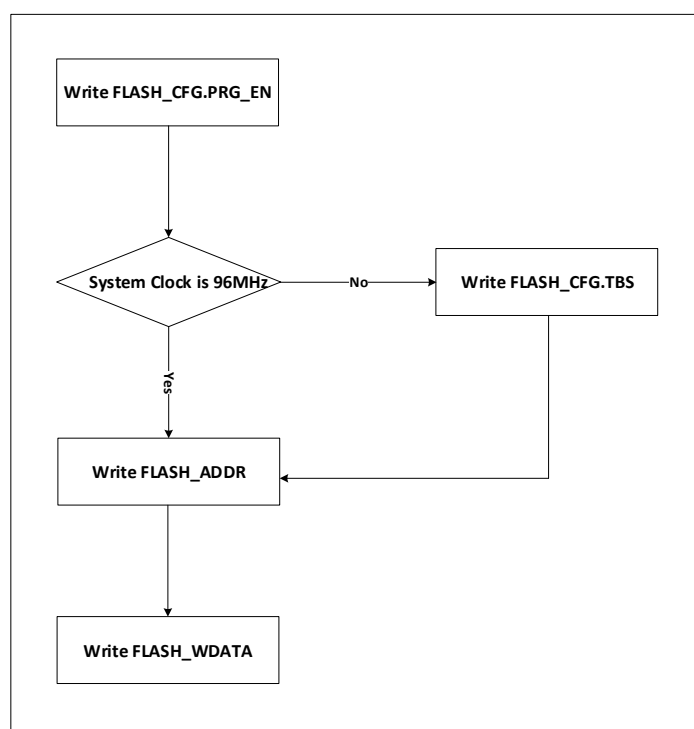 Write FLASH_CFG.PRG_EN
System Clock is 96MHz
No
Write FLASH_CFG.TBS
Yes
Write FLASH_ADDR
Write FLASH_WDATA